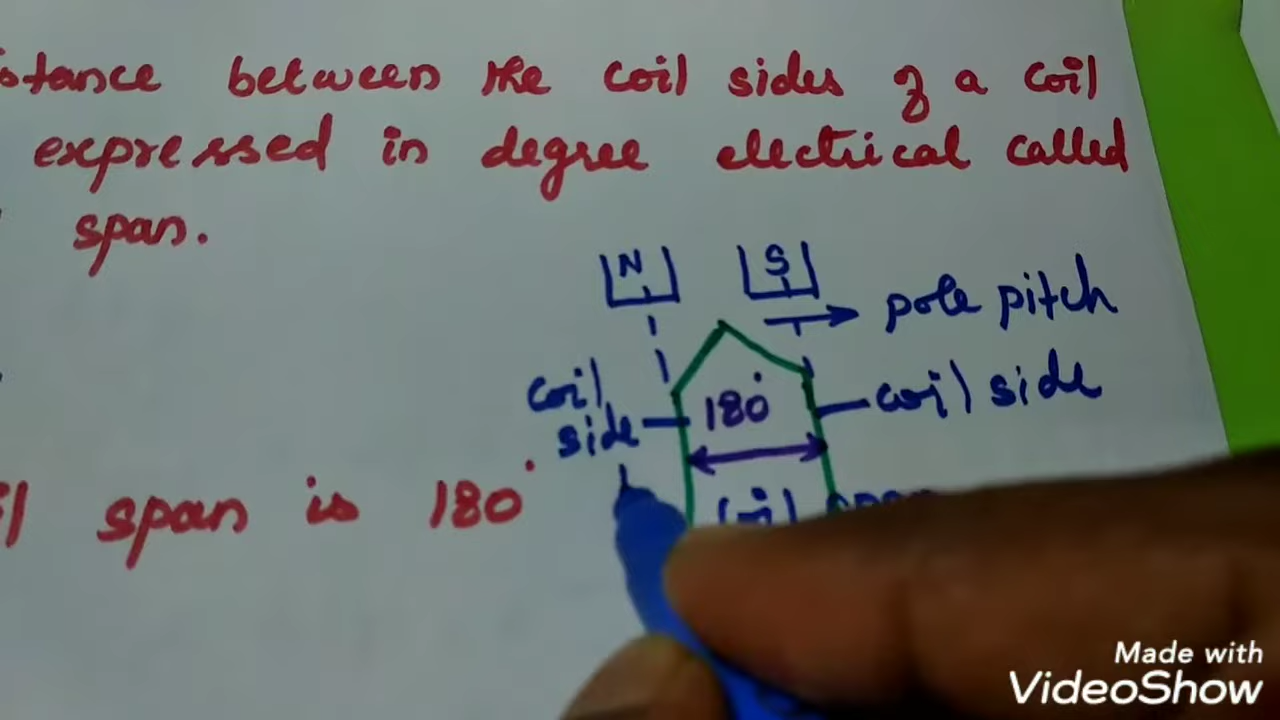 between the coil sides of a coil
expressed in degree electrical called
span.
N S
pole pitch
coil side
180°
coil side
span is 180°
coil
Made with
VideoShow